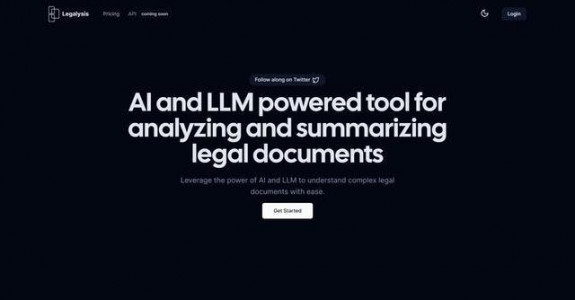 Legalysis Pricing API coming soon Login
Follow along on Twitter
AI and LLM powered tool for
analyzing and summarizing
legal documents
Leverage the power of AI and LLM to understand complex legal
documents with ease.
Get Started